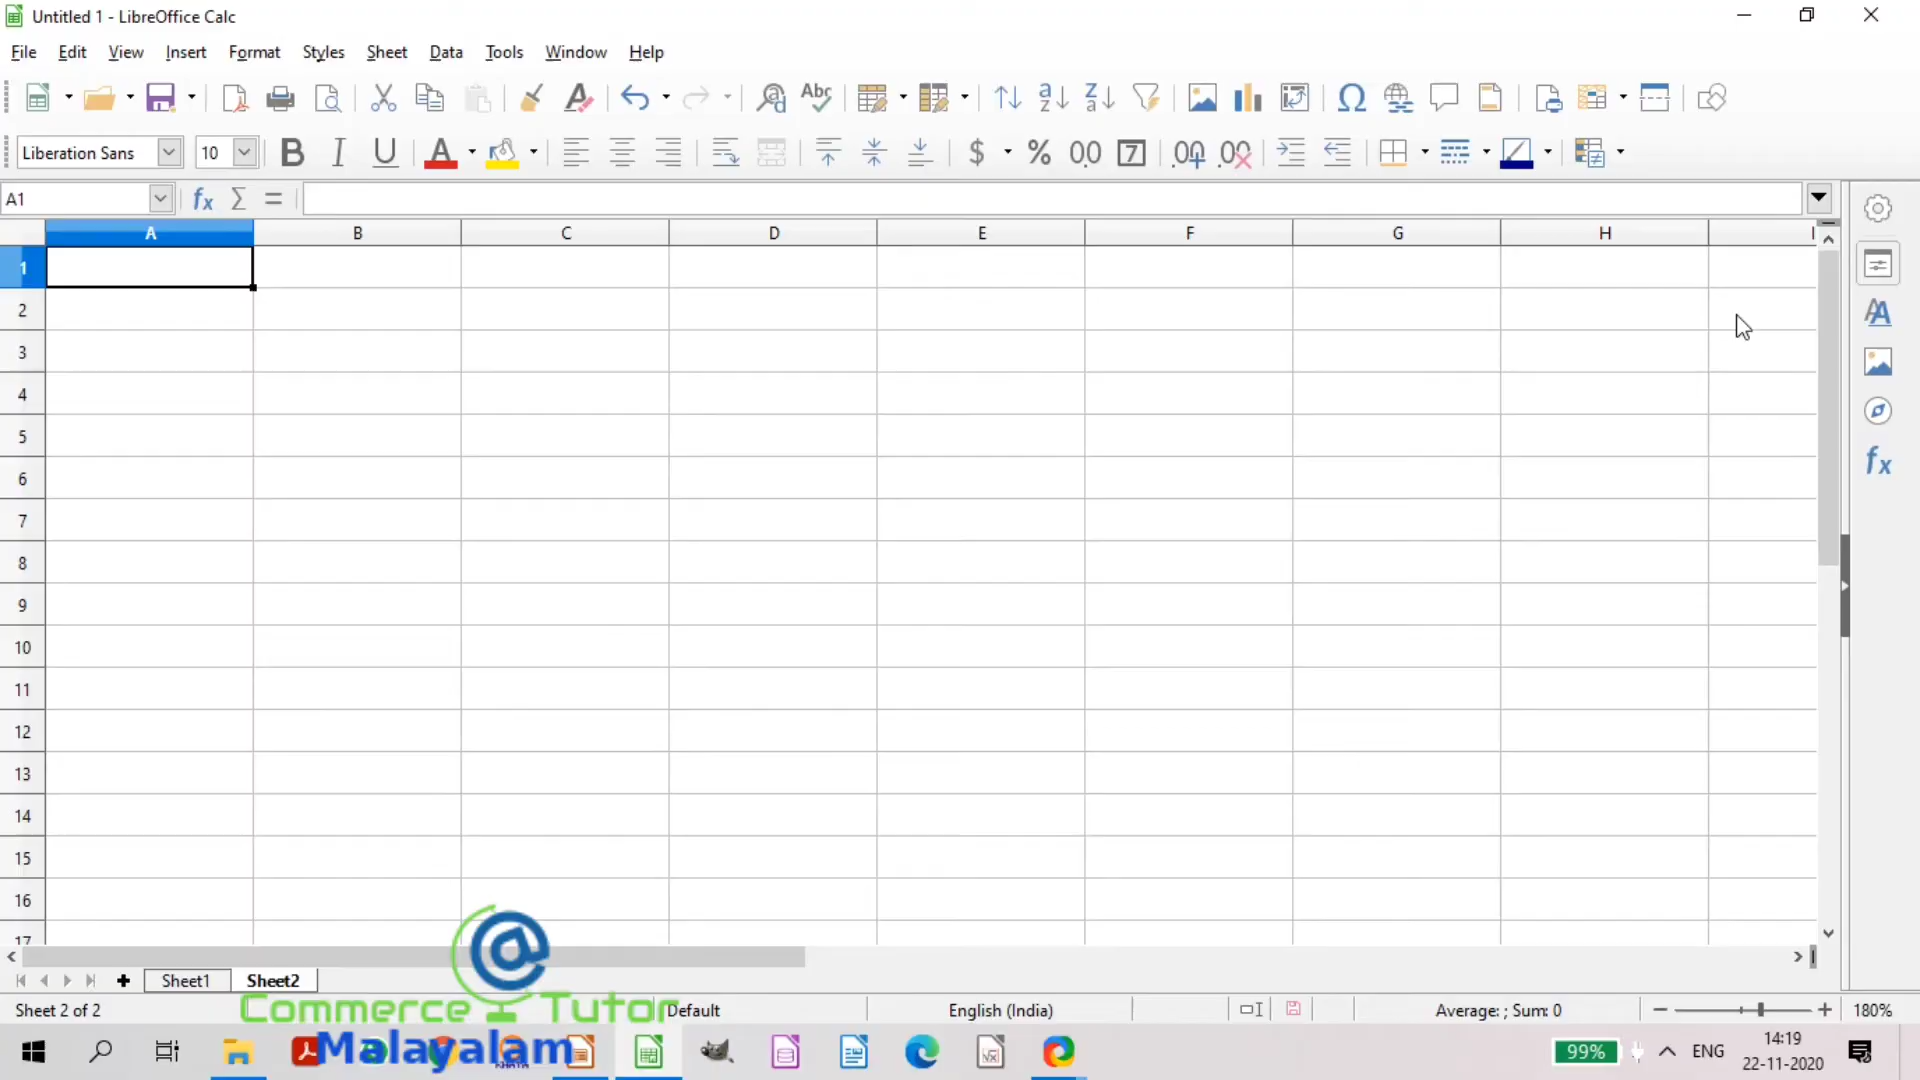 Untitled 1 - LibreOffice Calc
File Edit View Insert Format Styles Sheet Data Tools Window Help
Liberation Sans 10
A1
A B C D E F G H I
1
2
3
4
5
6
7
8
9
10
11
12
13
14
15
16
17
Sheet1 Sheet2
Sheet 2 of 2 Default English (India) Average: ; Sum: 0 180%
Commerce Tutor
Malayalam
99% ENG 14:19
22-11-2020